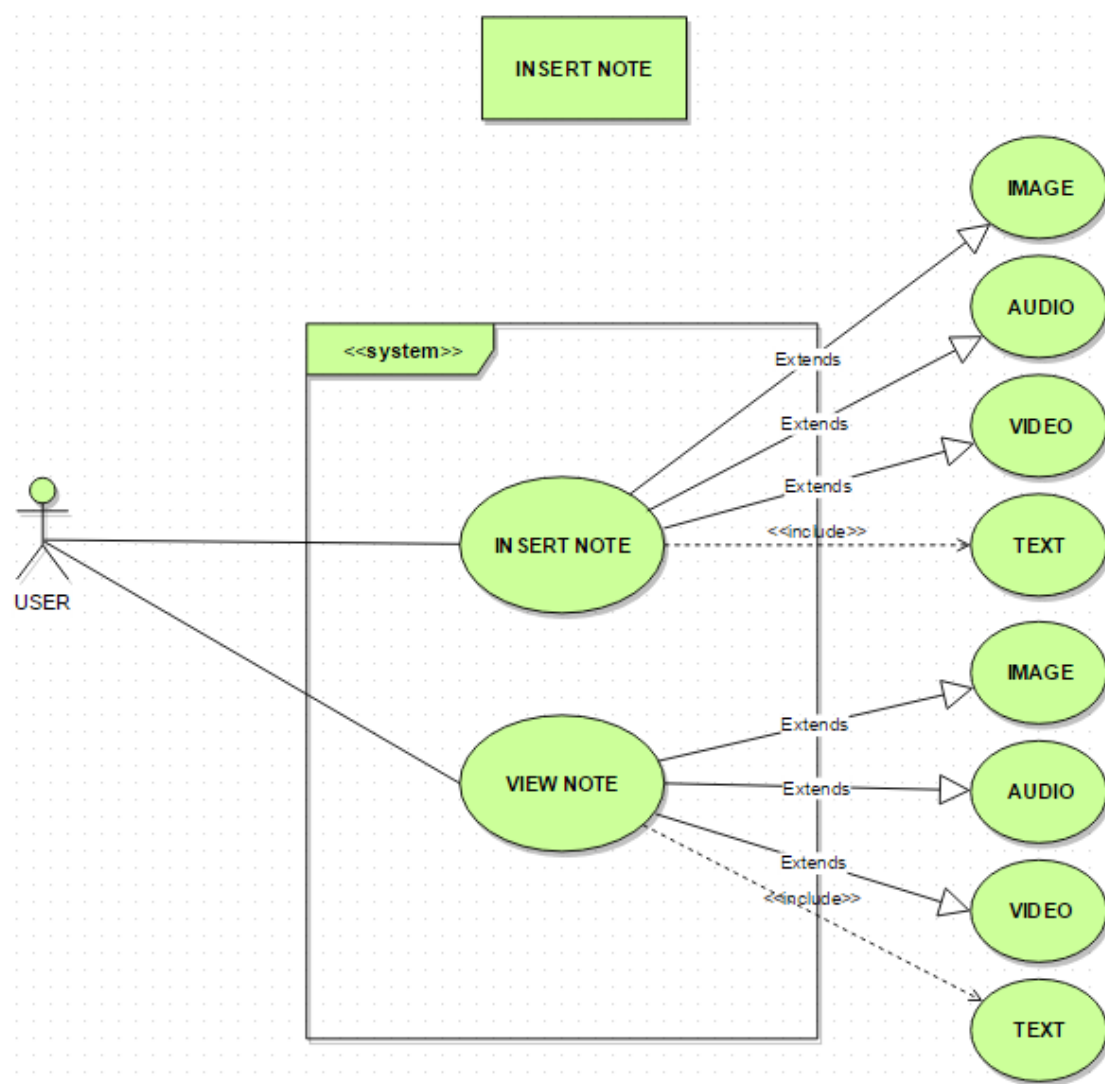 INSERT NOTE
IMAGE
AUDIO
<<system>>
Extends
VIDEO
Extends
Extends
<<include>>
INSERT NOTE
TEXT
USER
IMAGE
Extends
VIEW NOTE
Extends
AUDIO
Extends
<<include>>
VIDEO
TEXT